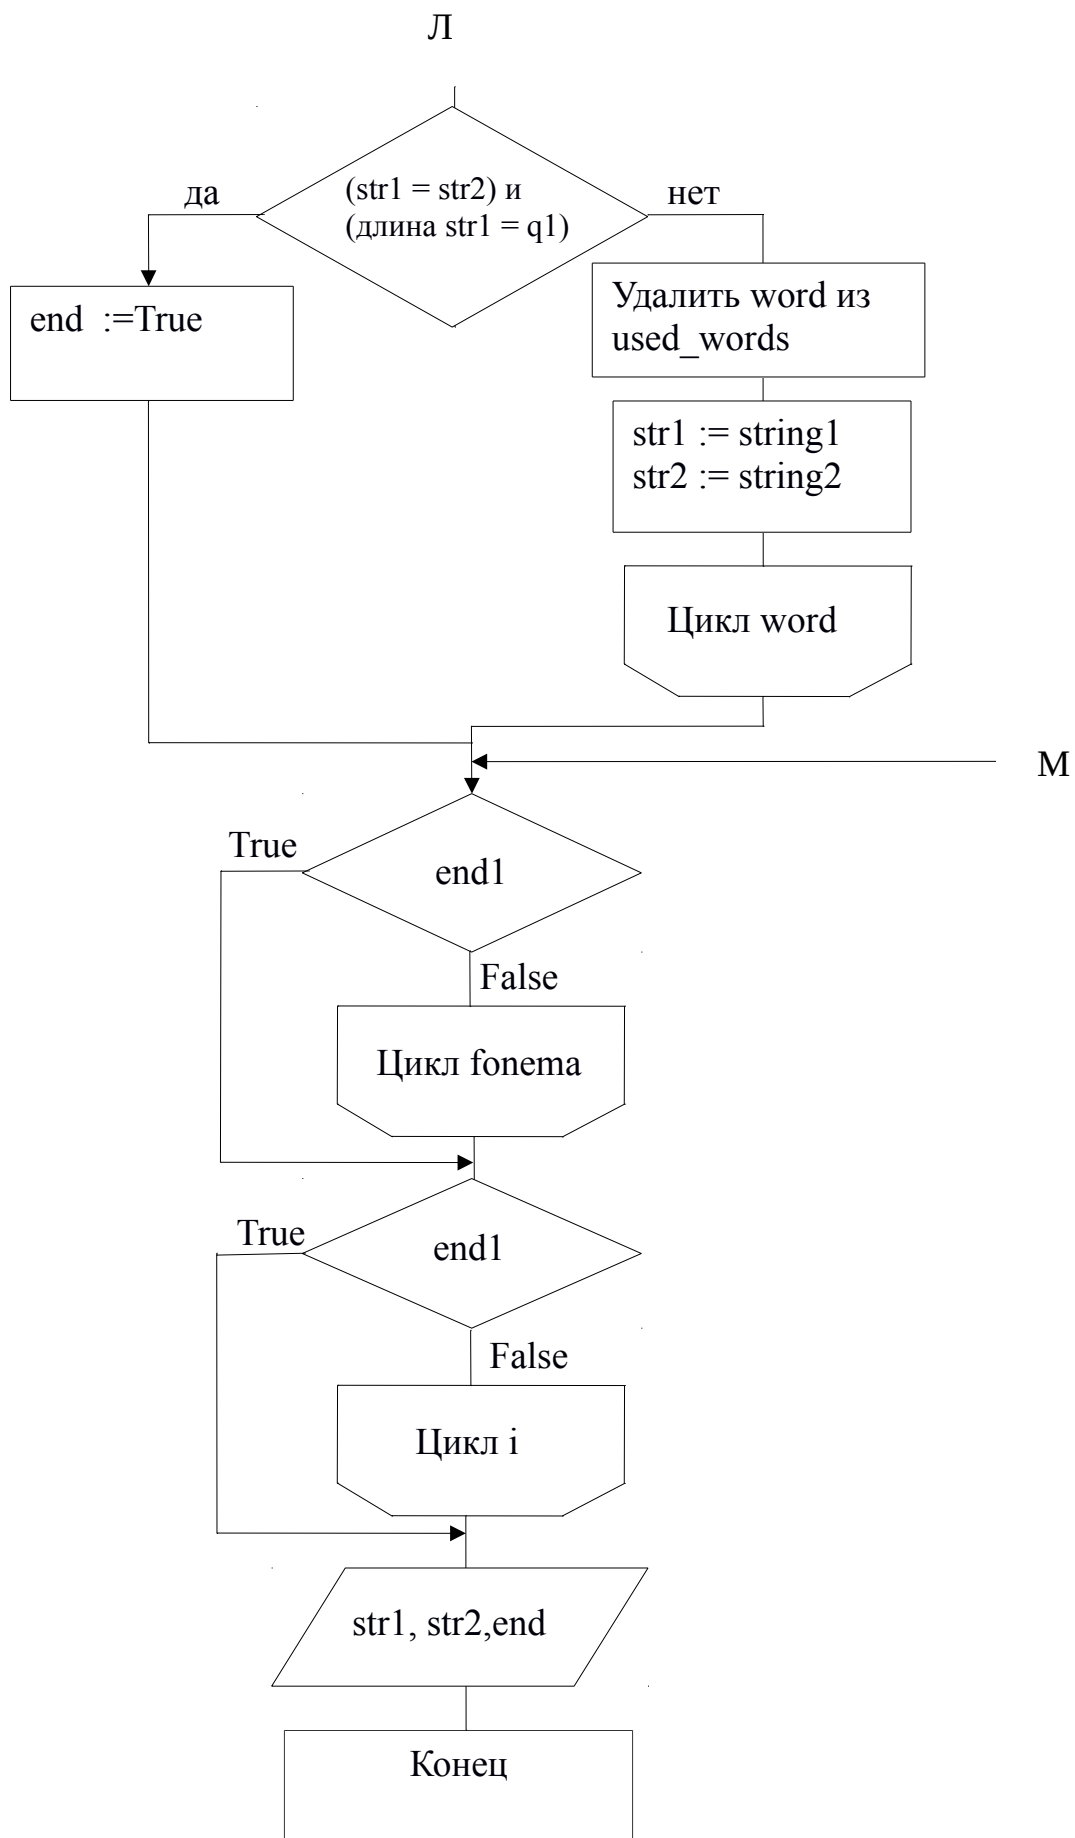 Л
да
(str1 = str2) и
(длина str1 = q1)
нет
end :=True
Удалить word из
used_words
str1 := string1
str2 := string2
Цикл word
М
True
end1
False
Цикл fonema
True
end1
False
Цикл i
str1, str2,end
Конец